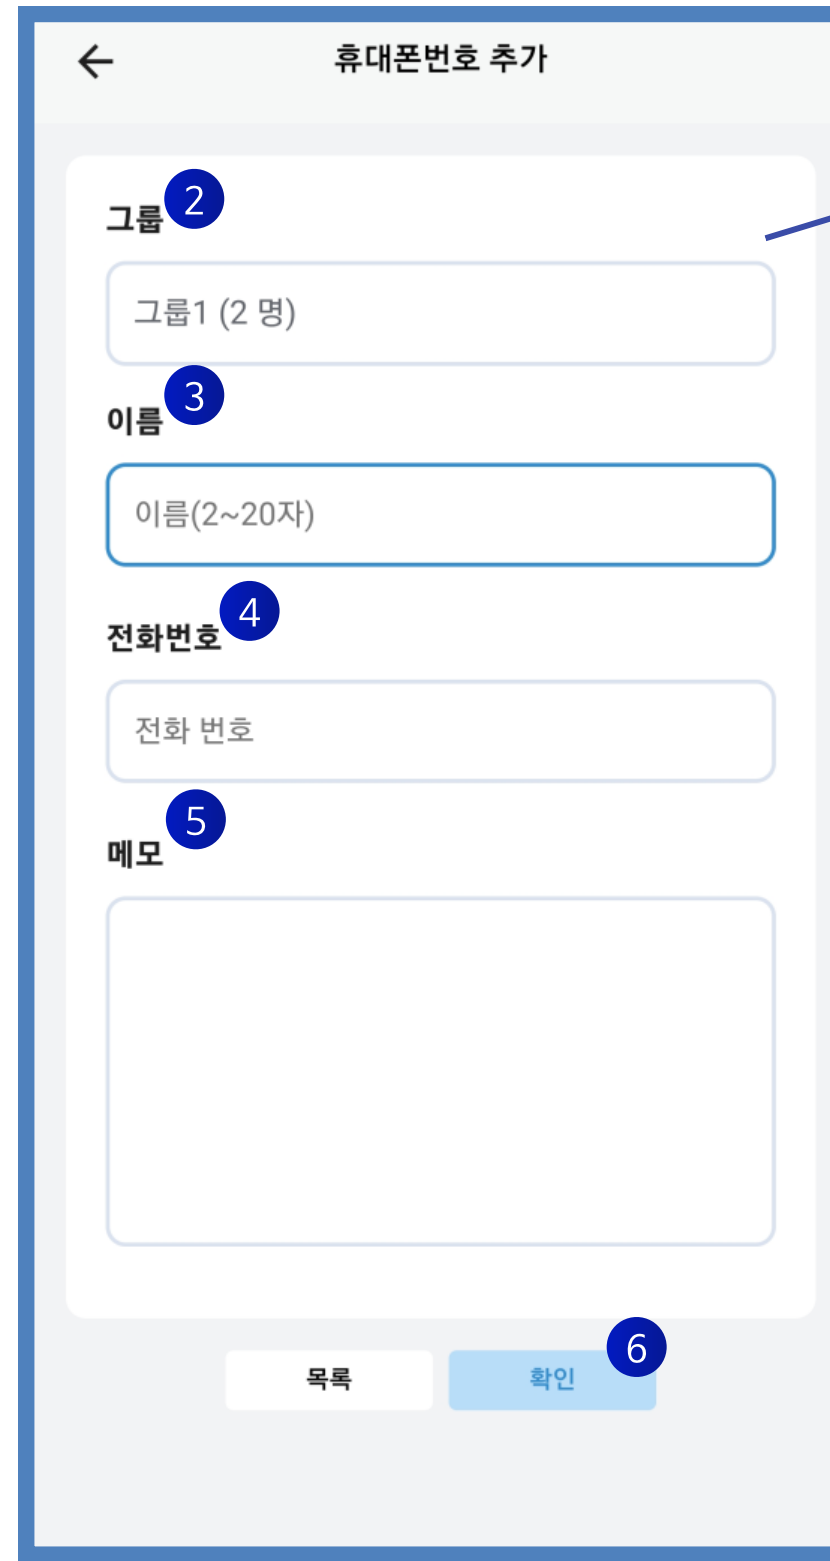 휴대폰번호 추가
그룹 2
그룹1 (2 명)
이름 3
이름(2~20자)
전화번호 4
전화 번호
메모 5
목록
확인 6